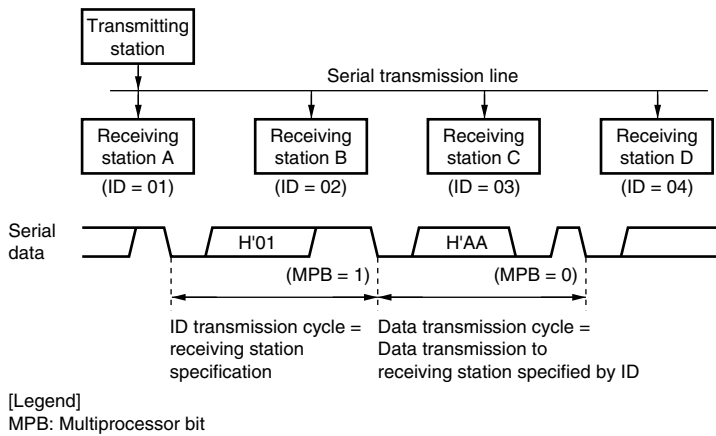 Transmitting
station
Serial transmission line
Receiving
station A
Receiving
station B
Receiving
station C
Receiving
station D
(ID = 01)
(ID = 02)
(ID = 03)
(ID = 04)
Serial
data
H'01
H'AA
(MPB = 1)
(MPB = 0)
ID transmission cycle =
receiving station
specification
Data transmission cycle =
Data transmission to
receiving station specified by ID
[Legend]
MPB: Multiprocessor bit